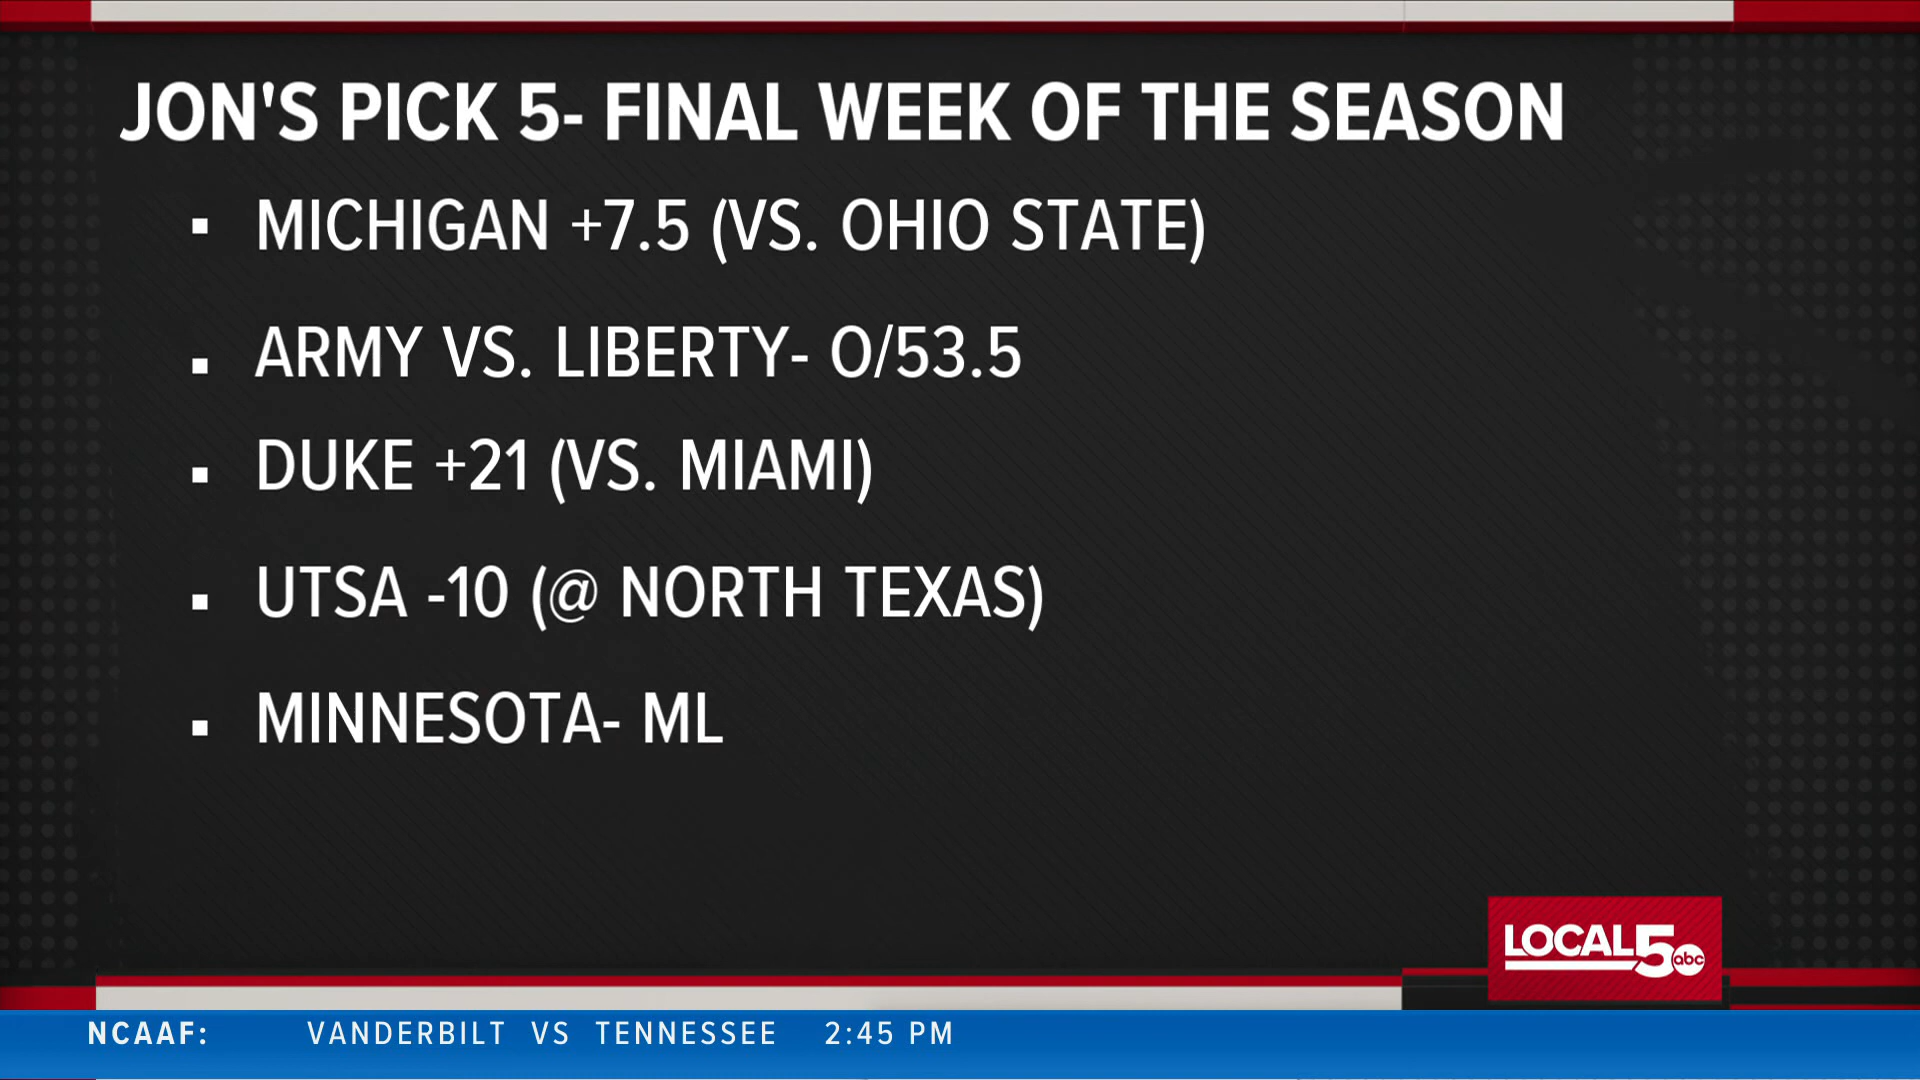 JON'S PICK 5- FINAL WEEK OF THE SEASON
▪ MICHIGAN +7.5 (VS. OHIO STATE)
▪ ARMY VS. LIBERTY- O/53.5
▪ DUKE +21 (VS. MIAMI)
▪ UTSA -10 (@ NORTH TEXAS)
▪ MINNESOTA- ML
LOCAL 5 abc
NCAAF: VANDERBILT VS TENNESSEE 2:45 PM